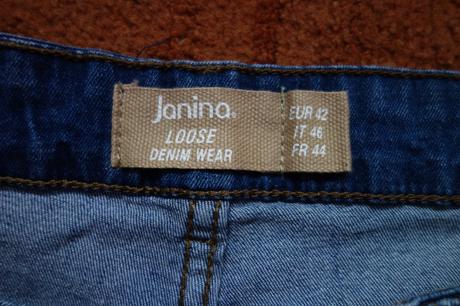 Janina®
LOOSE
DENIM WEAR
EUR 42
IT 46
FR 44